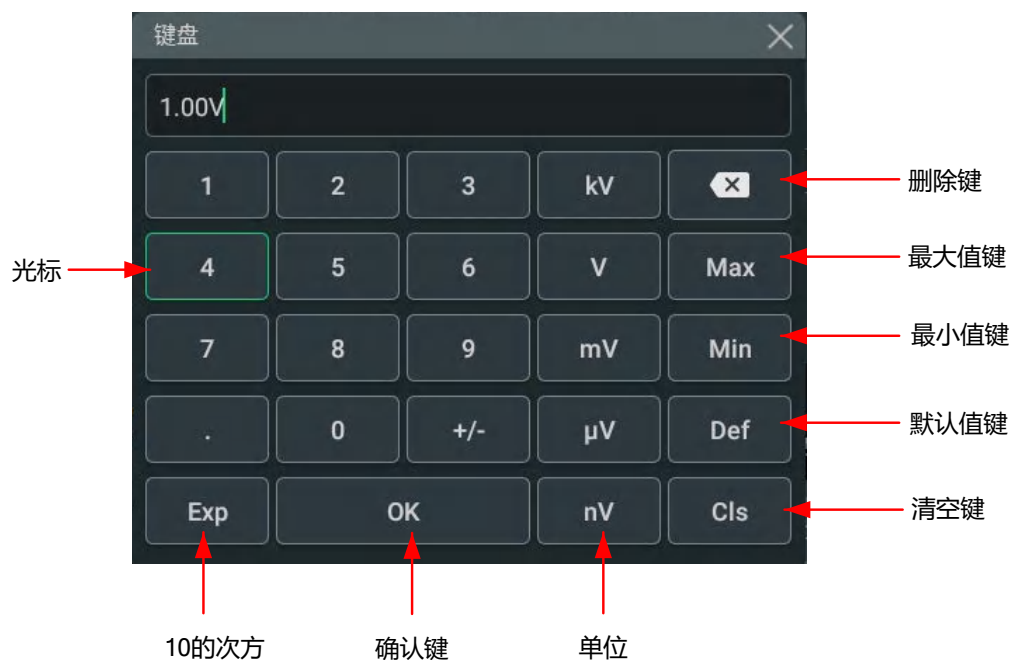 键盘
1.00V
1 2 3 kV
删除键
光标
4 5 6 V Max
最大值键
7 8 9 mV Min
最小值键
. 0 +/- µV Def
默认值键
Exp OK nV Cls
清空键
10的次方 确认键 单位